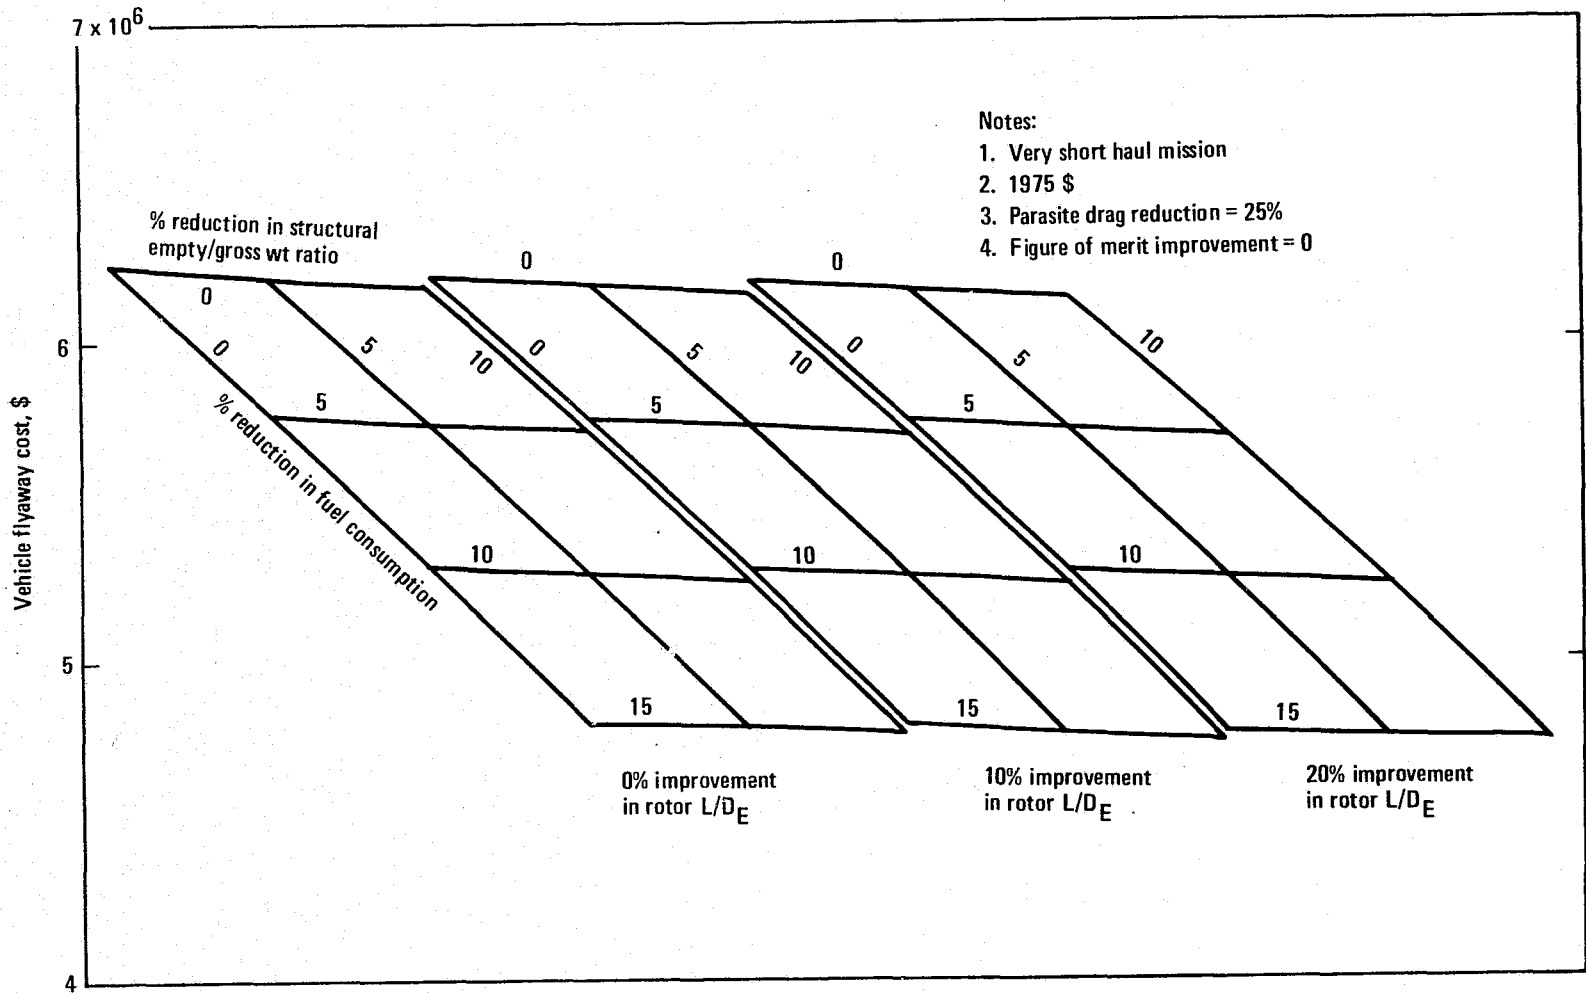 7 x 10⁶
Notes:
1. Very short haul mission
2. 1975 $
3. Parasite drag reduction = 25%
4. Figure of merit improvement = 0
% reduction in structural
empty/gross wt ratio
0
0
0
6
0
5
10
0
5
10
0
5
10
5
5
5
% reduction in fuel consumption
Vehicle flyaway cost, $
10
10
10
5
15
15
15
0% improvement
in rotor L/D_E
10% improvement
in rotor L/D_E
20% improvement
in rotor L/D_E
4